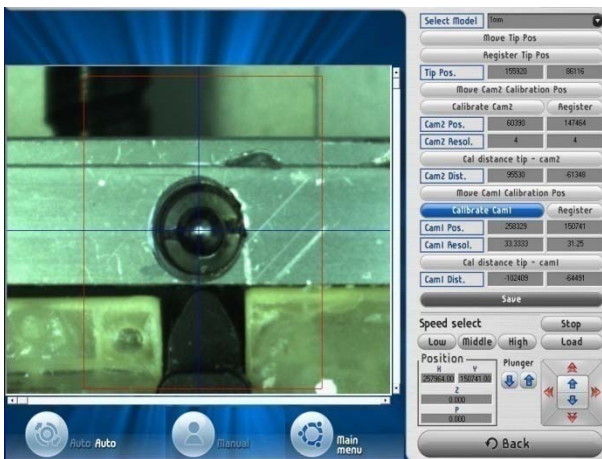 Select Model 1mm
Move Tip Pos
Register Tip Pos
Tip Pos. 155920 86116
Move Cam2 Calibration Pos
Calibrate Cam2 Register
Cam2 Pos. 60390 147464
Cam2 Resol. 4 4
Cal distance tip - cam2
Cam2 Dist. 95530 -61348
Move Cam1 Calibration Pos
Calibrate Cam1 Register
Cam1 Pos. 258329 150741
Cam1 Resol. 33.3333 31.25
Cal distance tip - cam1
Cam1 Dist. -102409 -64491
Save
Speed select Stop
Low Middle High Load
Position Plunger
X Y
257964.00 150741.00
Z
0.000
P
0.000
Back
Auto Auto
Manual
Main
menu